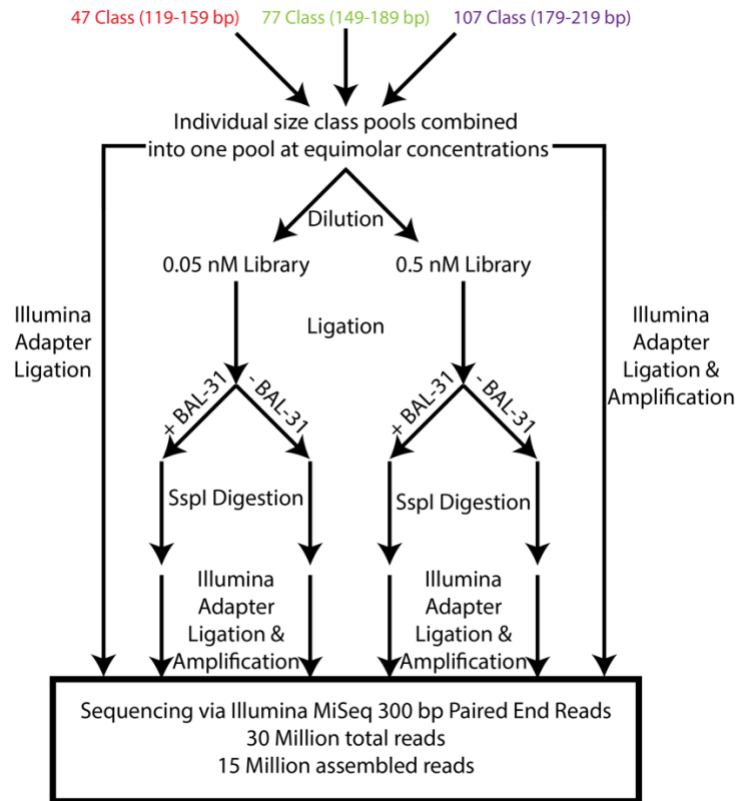 47 Class (119-159 bp)
77 Class (149-189 bp)
107 Class (179-219 bp)
Individual size class pools combined
into one pool at equimolar concentrations
Dilution
0.05 nM Library
0.5 nM Library
Illumina
Adapter
Ligation
Ligation
Illumina
Adapter
Ligation &
Amplification
+ BAL-31
- BAL-31
+ BAL-31
- BAL-31
SspI Digestion
SspI Digestion
Illumina
Adapter
Ligation &
Amplification
Illumina
Adapter
Ligation &
Amplification
Sequencing via Illumina MiSeq 300 bp Paired End Reads
30 Million total reads
15 Million assembled reads